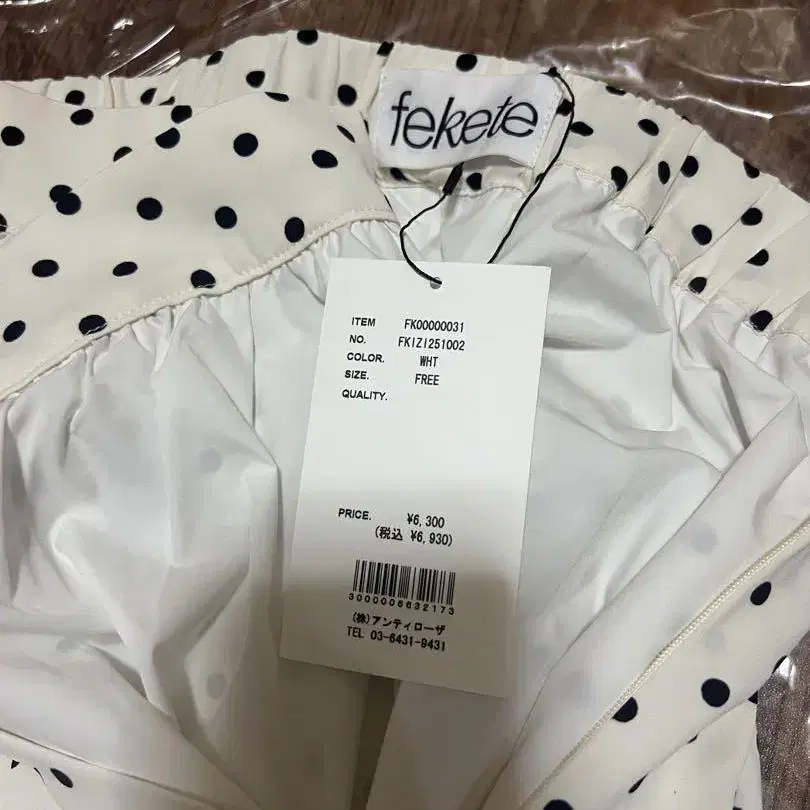 fekete
ITEM FK00000031
NO. FK1Z1251002
COLOR. WHT
SIZE. FREE
QUALITY.
PRICE. ¥6,300
(税込 ¥6,930)
3000006632173
(株)アンティローザ
TEL 03-6431-9431